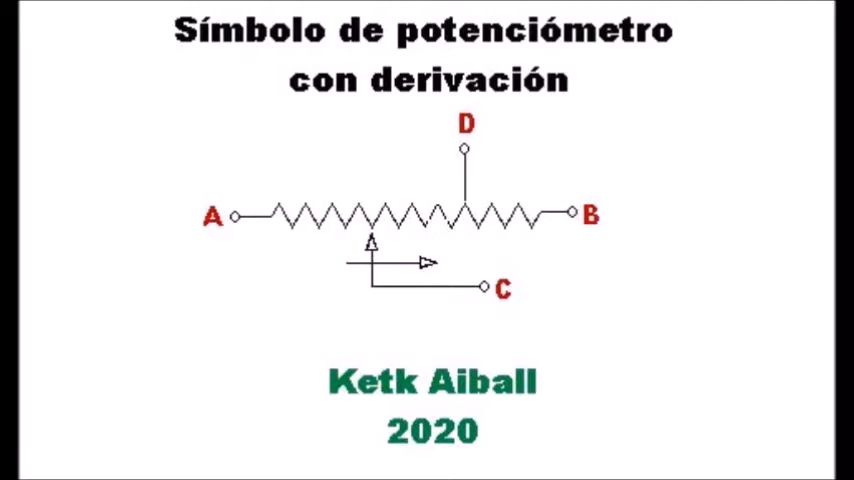 Símbolo de potenciómetro
con derivación
D
A
B
C
Ketk Aiball
2020